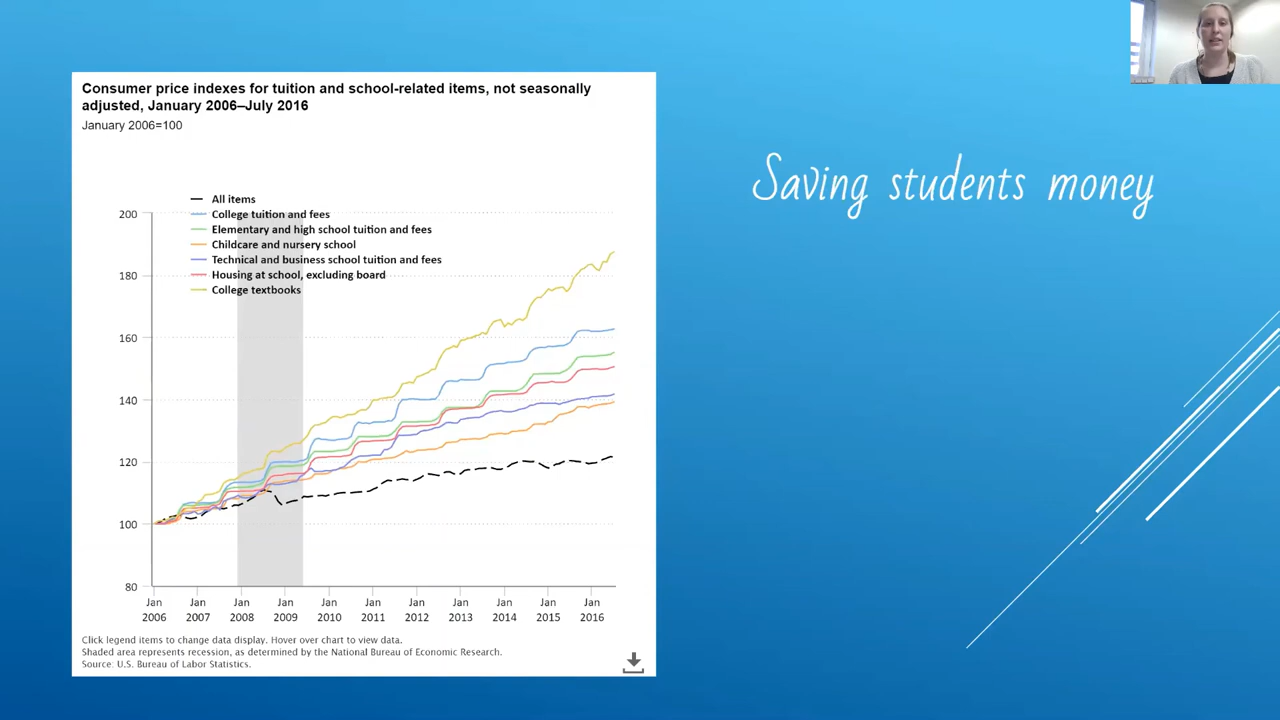 Consumer price indexes for tuition and school-related items, not seasonally
adjusted, January 2006–July 2016
January 2006=100
Saving students money
All items
College tuition and fees
Elementary and high school tuition and fees
Childcare and nursery school
Technical and business school tuition and fees
Housing at school, excluding board
College textbooks
200
180
160
140
120
100
80
Jan 2006
Jan 2007
Jan 2008
Jan 2009
Jan 2010
Jan 2011
Jan 2012
Jan 2013
Jan 2014
Jan 2015
Jan 2016
Click legend items to change data display. Hover over chart to view data.
Shaded area represents recession, as determined by the National Bureau of Economic Research.
Source: U.S. Bureau of Labor Statistics.